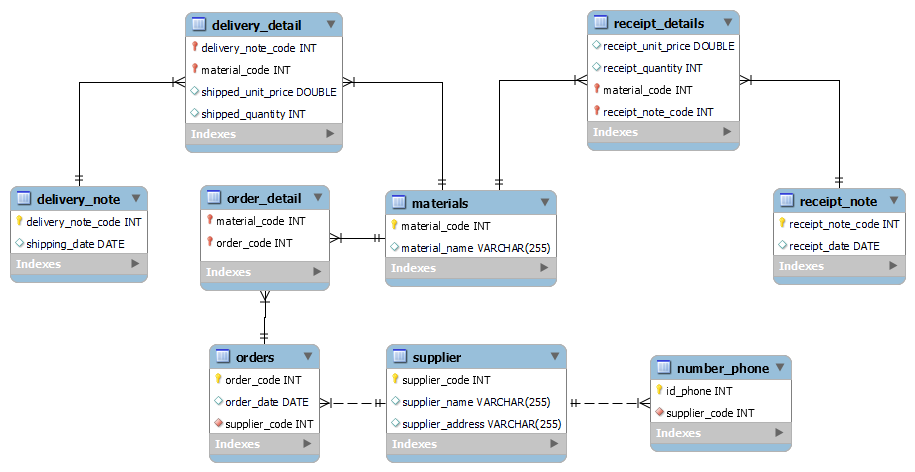 delivery_detail
delivery_note_code INT
material_code INT
shipped_unit_price DOUBLE
shipped_quantity INT
Indexes
receipt_details
receipt_unit_price DOUBLE
receipt_quantity INT
material_code INT
receipt_note_code INT
Indexes
delivery_note
delivery_note_code INT
shipping_date DATE
Indexes
order_detail
material_code INT
order_code INT
Indexes
materials
material_code INT
material_name VARCHAR(255)
Indexes
receipt_note
receipt_note_code INT
receipt_date DATE
Indexes
orders
order_code INT
order_date DATE
supplier_code INT
Indexes
supplier
supplier_code INT
supplier_name VARCHAR(255)
supplier_address VARCHAR(255)
Indexes
number_phone
id_phone INT
supplier_code INT
Indexes